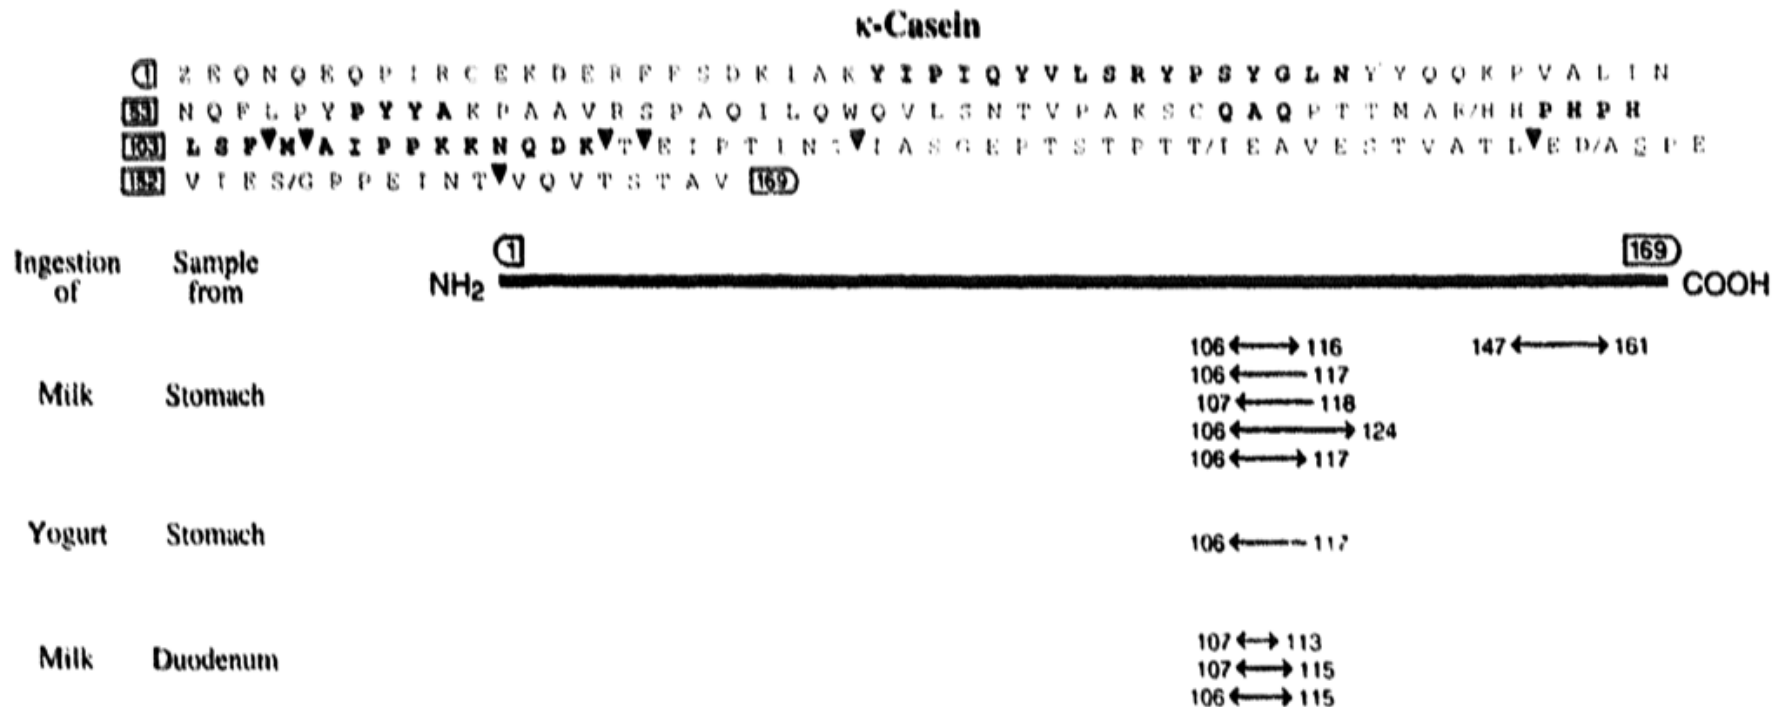 κ-Casein
1 Z E Q N Q E Q P I R C E K D E R F F S D K I A K Y I P I Q Y V L S R Y P S Y G L N Y Y Q Q K P V A L I N
53 N Q F L P Y P Y Y A K P A A V R S P A Q I L Q W Q V L S N T V P A K S C Q A Q P T T M A R/H H P H P H
103 L S F▼M▼A I P P K K N Q D K▼T▼E I P T I N T▼I A S G E P T S T P T T/I E A V E S T V A T L▼E D/A S P E
152 V I E S/G P P E I N T▼V Q V T S T A V 169
Ingestion of
Sample from
1
169
NH2
COOH
Milk Stomach
106 116 147 161
106 117
107 118
106 124
106 117
Yogurt Stomach 106 117
Milk Duodenum
107 113
107 115
106 115